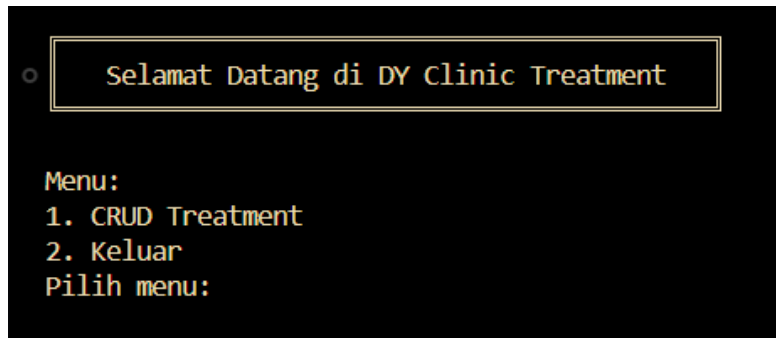 Selamat Datang di DY Clinic Treatment
Menu:
1. CRUD Treatment
2. Keluar
Pilih menu: